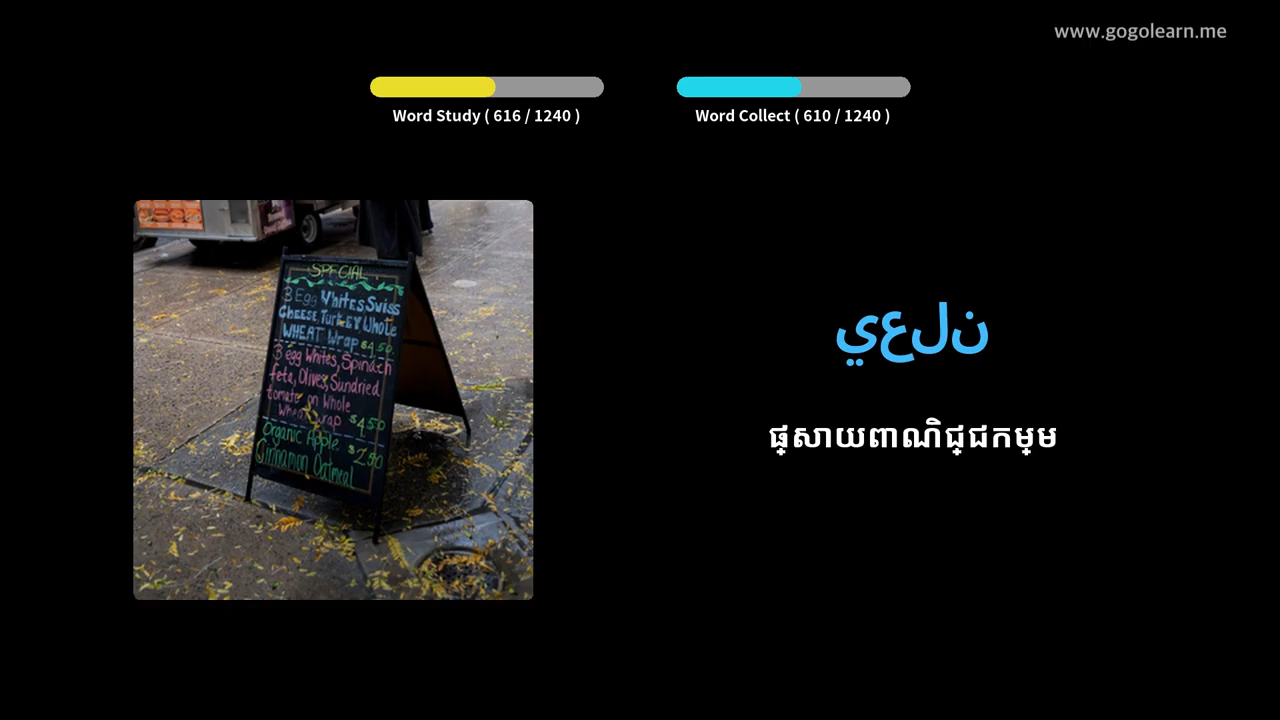 www.gogolearn.me
Word Study ( 616 / 1240 )
Word Collect ( 610 / 1240 )
SPECIAL
3 Egg Whites, Swiss
Cheese, Turkey Whole
WHEAT Wrap $4.50
3 egg Whites, Spinach
feta, Olives, Sundried
tomato on Whole
Wheat Wrap $4.50
Organic Apple
Cinnamon Oatmeal $2.50
ﻥﻝﻉﻱ
ផ្សាយពាណិជ្ជកម្ម